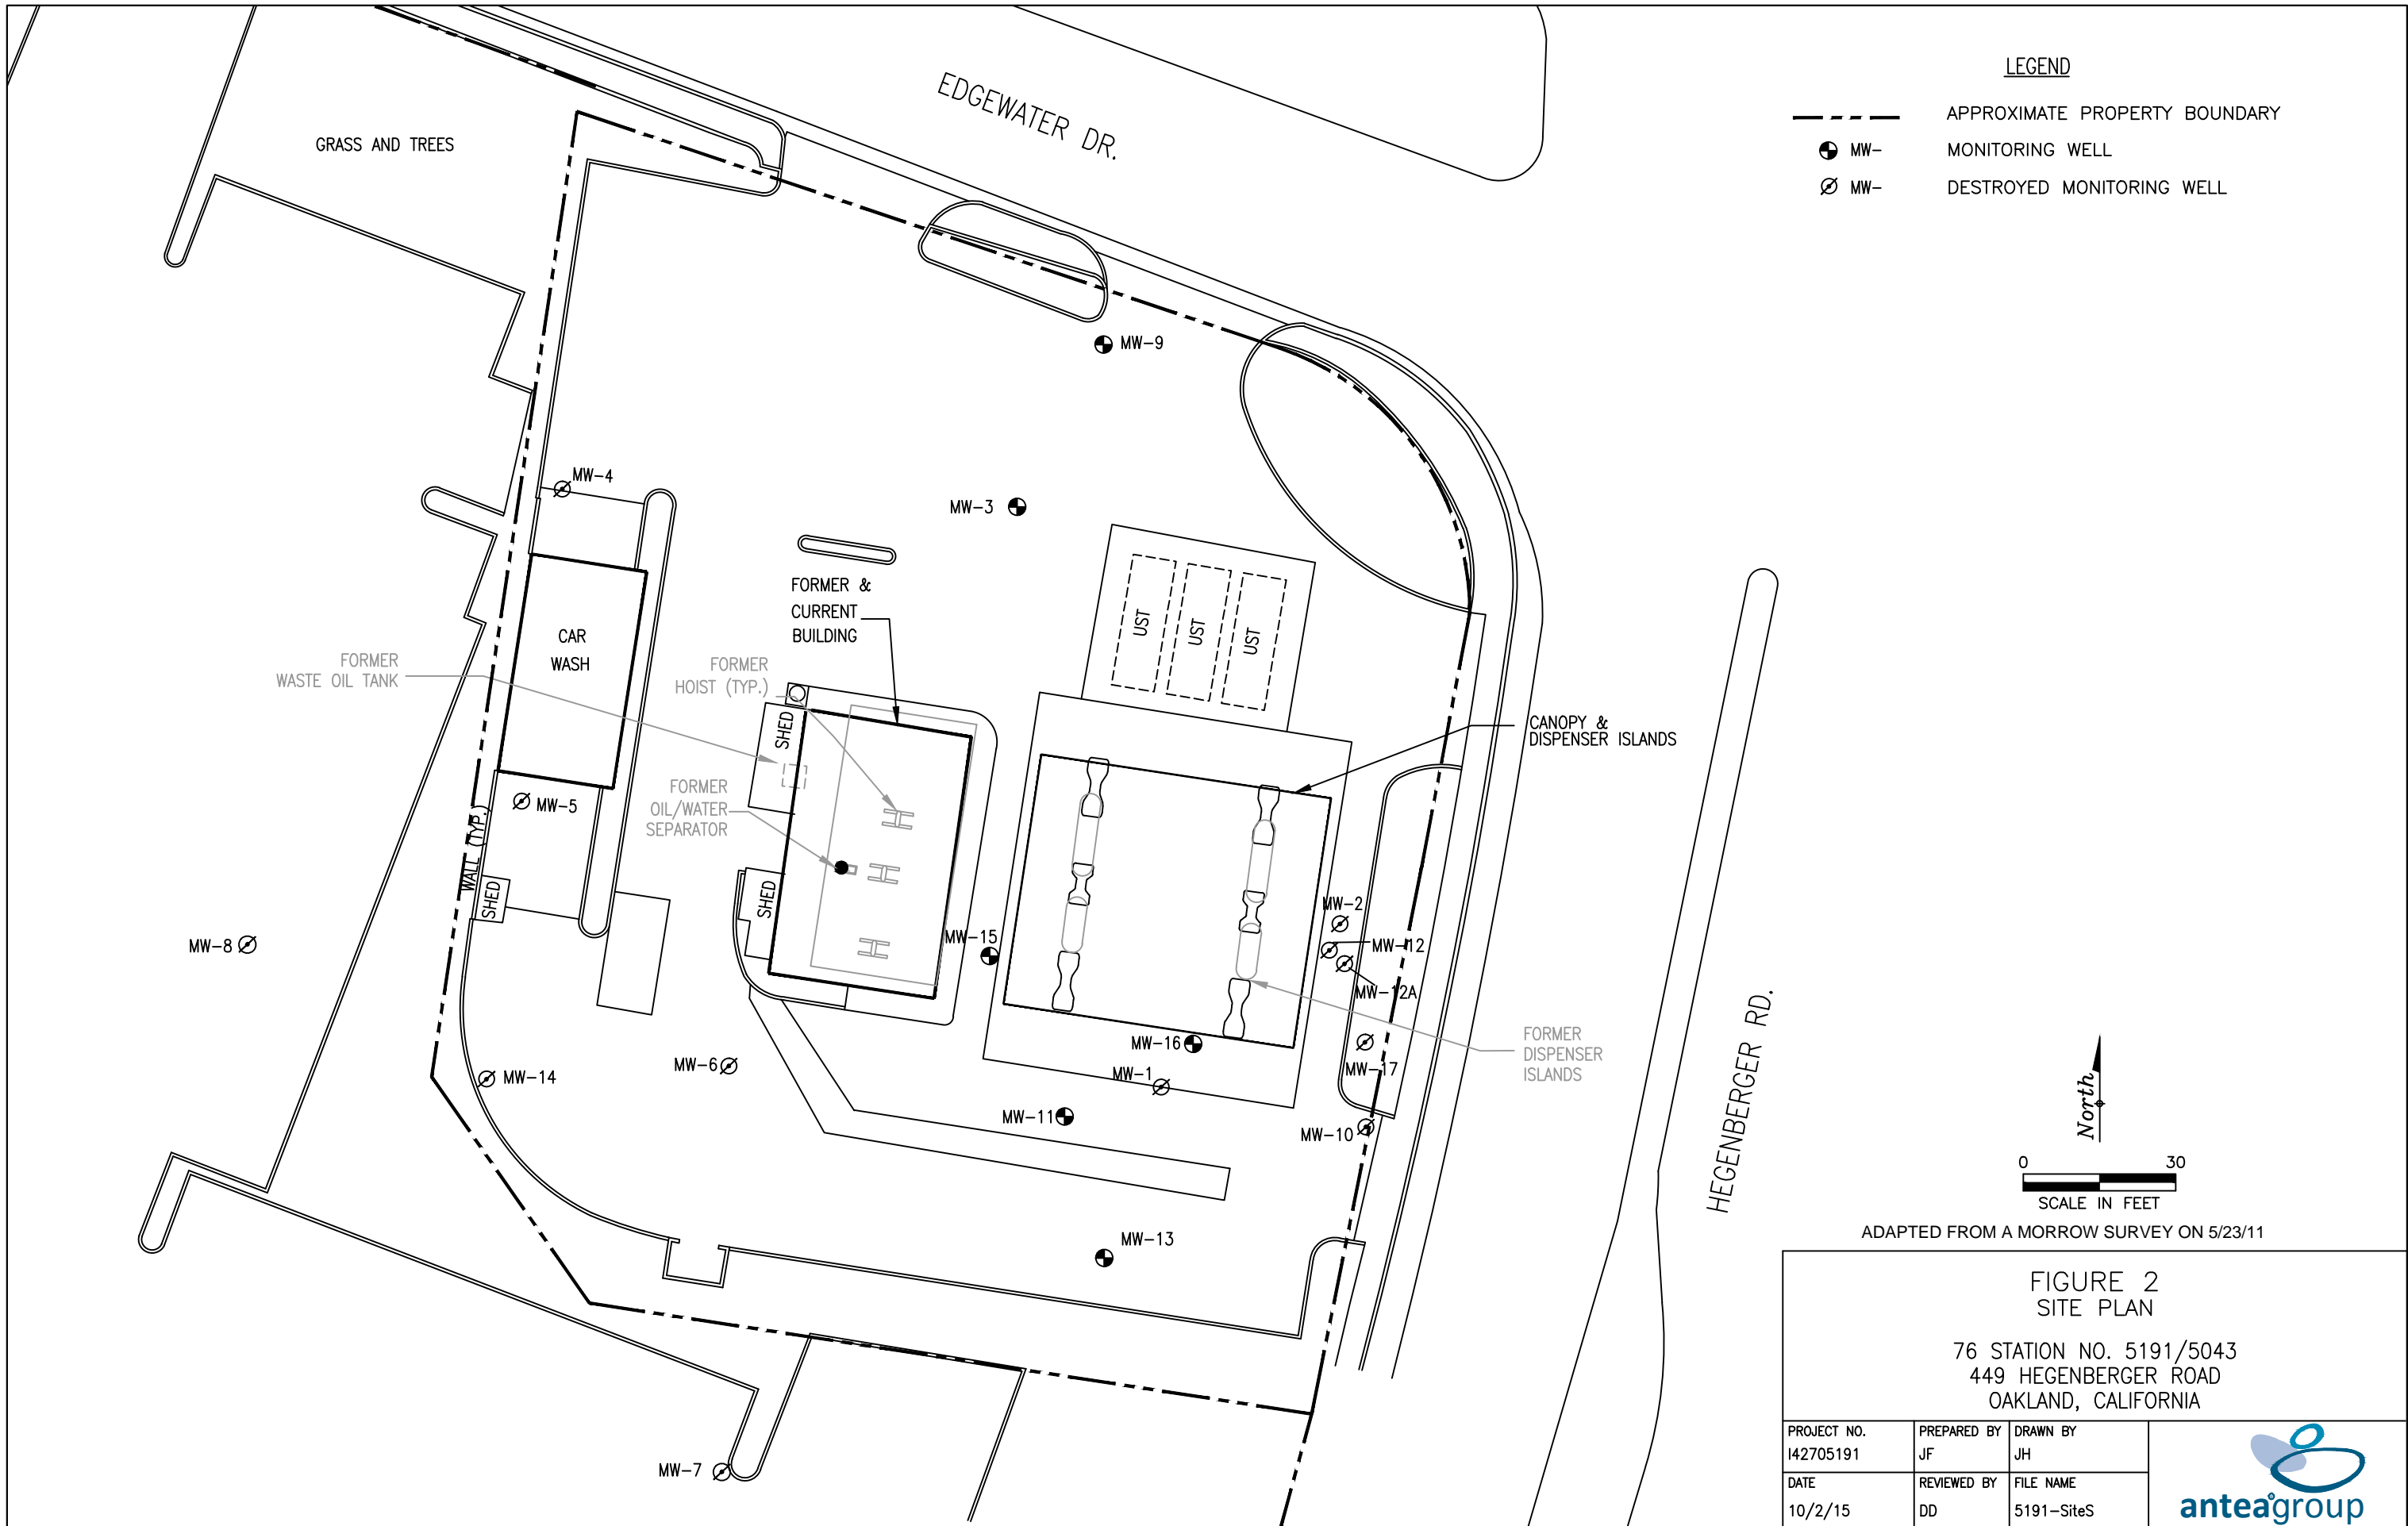 EDGEWATER DR.
GRASS AND TREES
LEGEND
APPROXIMATE PROPERTY BOUNDARY
MW- MONITORING WELL
MW- DESTROYED MONITORING WELL
MW-9
MW-4
MW-3
FORMER &
CURRENT
BUILDING
UST
UST
UST
CAR
WASH
FORMER
WASTE OIL TANK
FORMER
HOIST (TYP.)
SHED
CANOPY &
DISPENSER ISLANDS
FORMER
OIL/WATER
SEPARATOR
MW-5
WALL (TYP.)
SHED
SHED
MW-8
MW-15
MW-2
MW-12
MW-12A
HEGENBERGER RD.
MW-16
MW-17
FORMER
DISPENSER
ISLANDS
MW-6
MW-14
MW-1
MW-11
MW-10
MW-13
MW-7
North
0 30
SCALE IN FEET
ADAPTED FROM A MORROW SURVEY ON 5/23/11
FIGURE 2
SITE PLAN
76 STATION NO. 5191/5043
449 HEGENBERGER ROAD
OAKLAND, CALIFORNIA
PROJECT NO. PREPARED BY DRAWN BY
I42705191 JF JH
DATE REVIEWED BY FILE NAME
10/2/15 DD 5191-SiteS
anteagroup